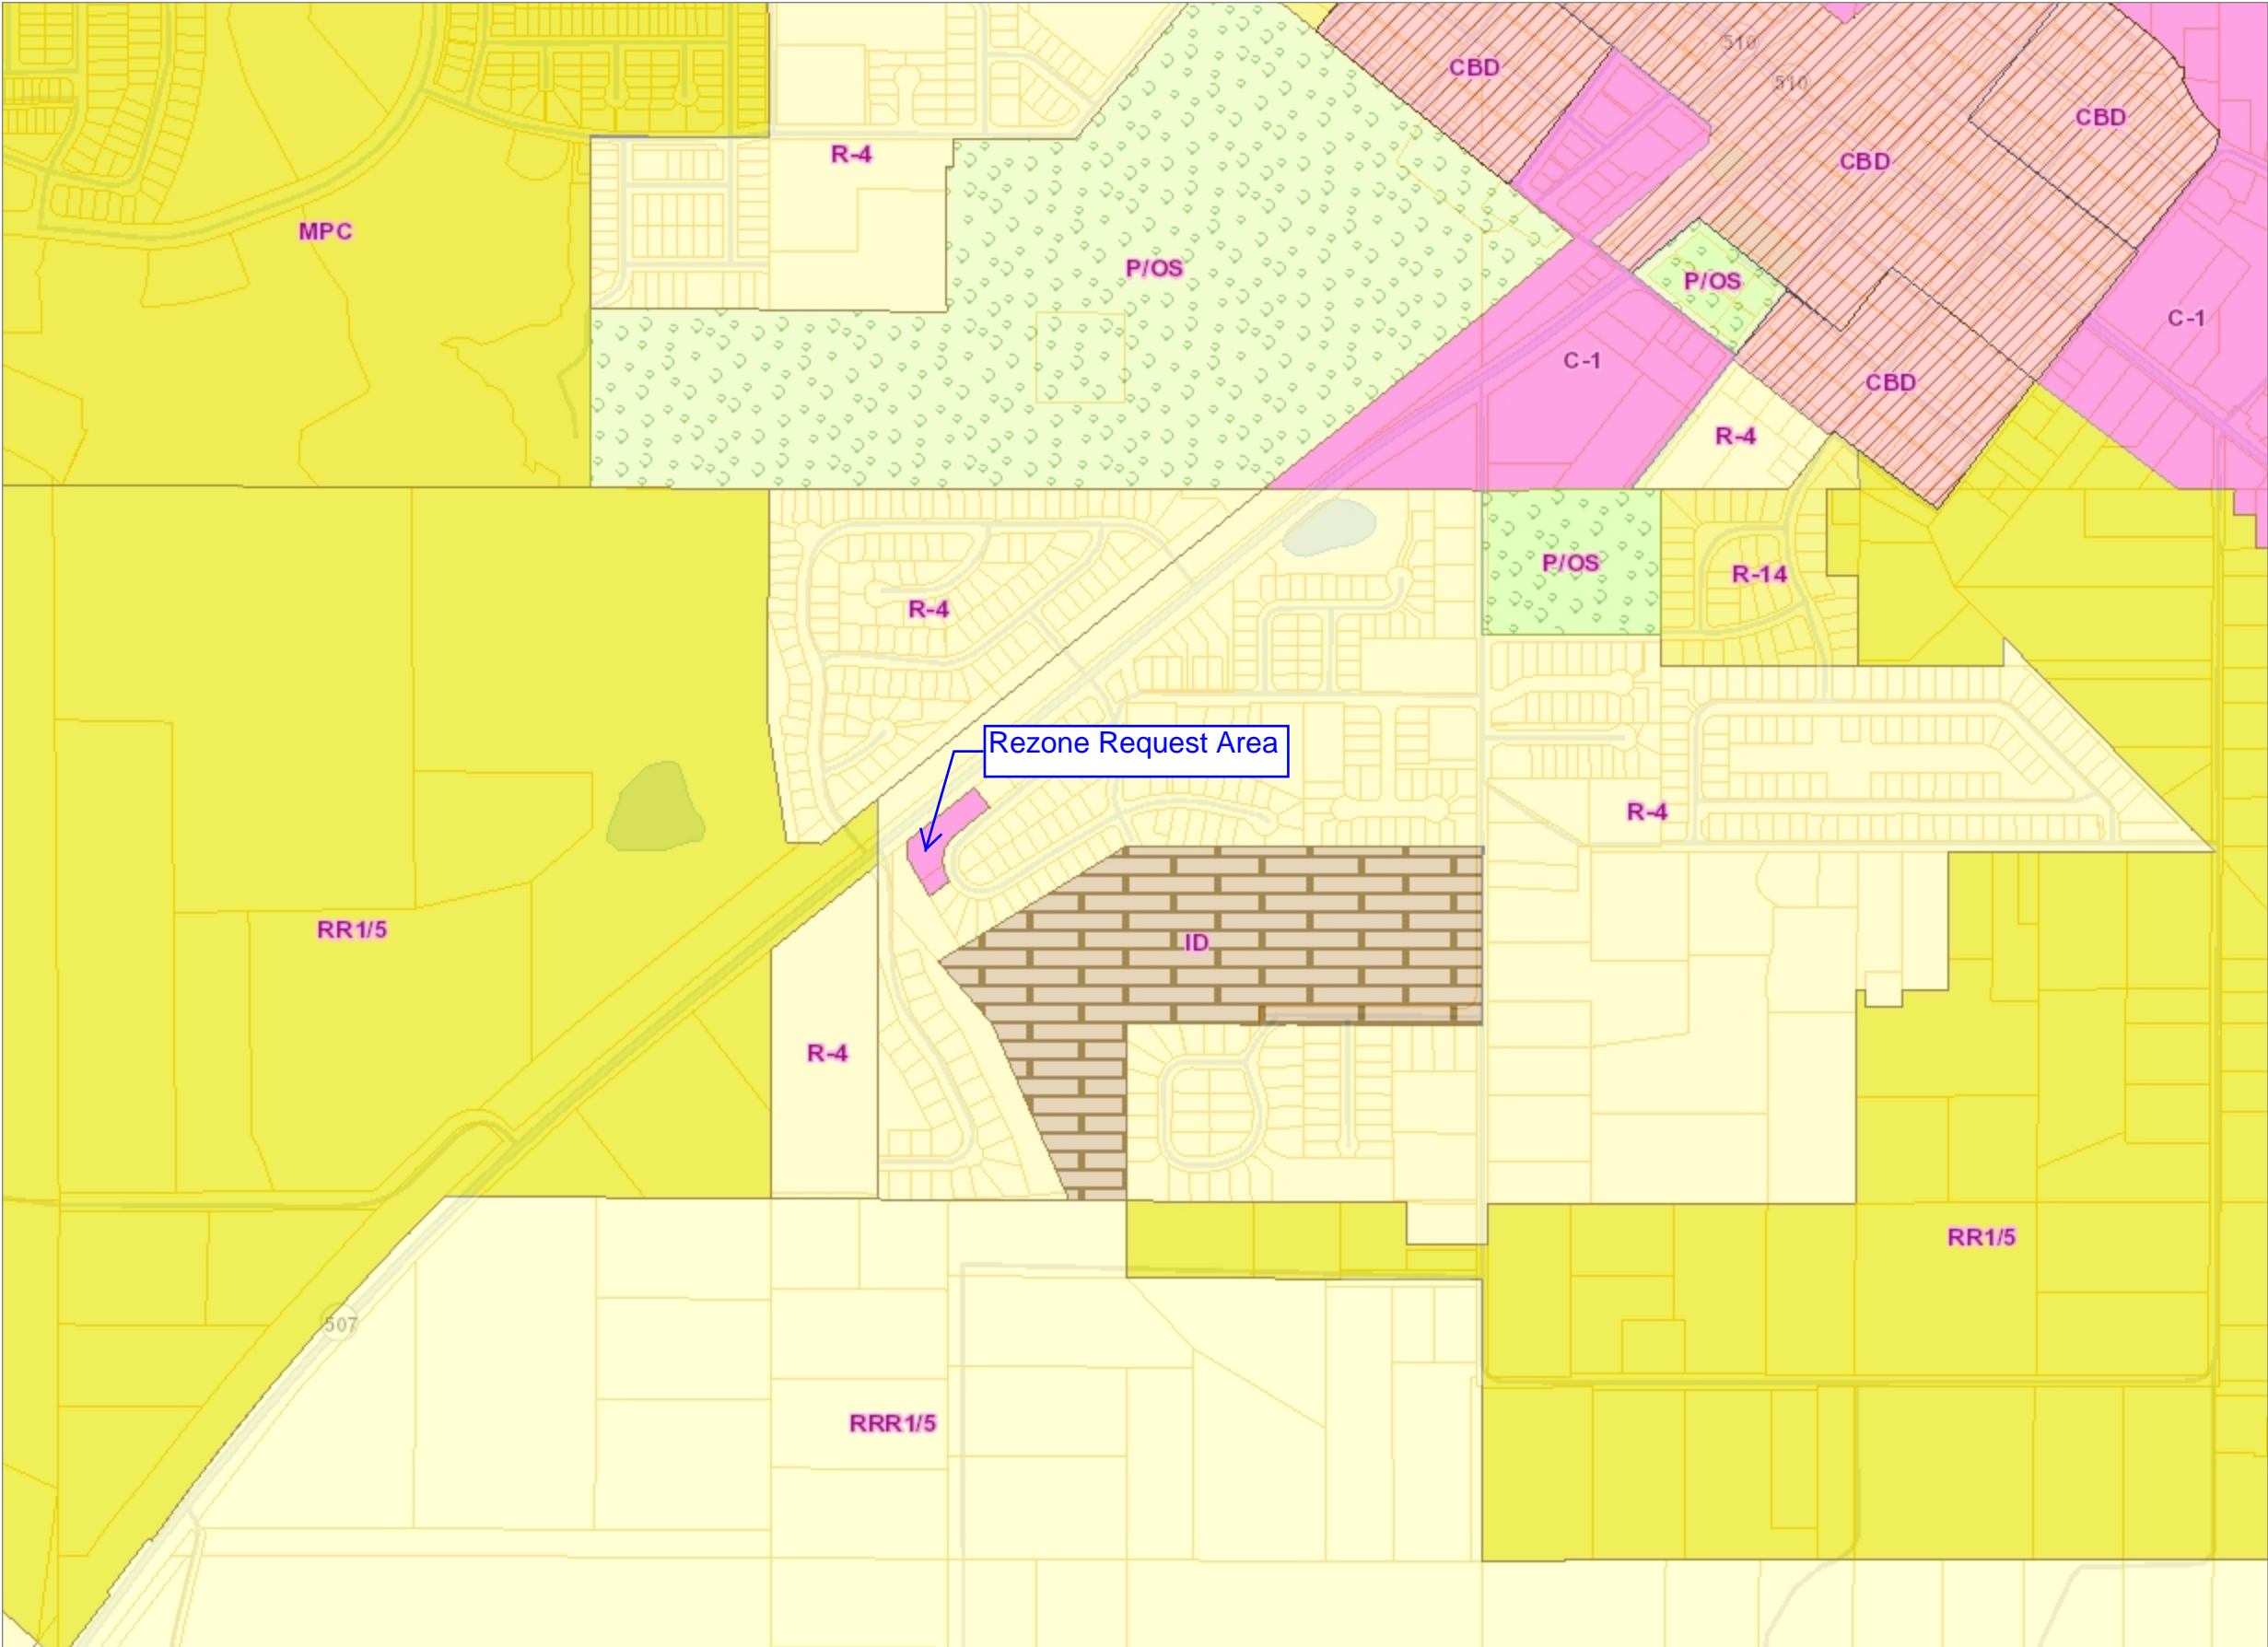 510
CBD
510
CBD
R-4
CBD
MPC
P/OS
P/OS
C-1
C-1
CBD
R-4
P/OS
R-14
R-4
Rezone Request Area
R-4
RR1/5
ID
R-4
RR1/5
507
RRR1/5